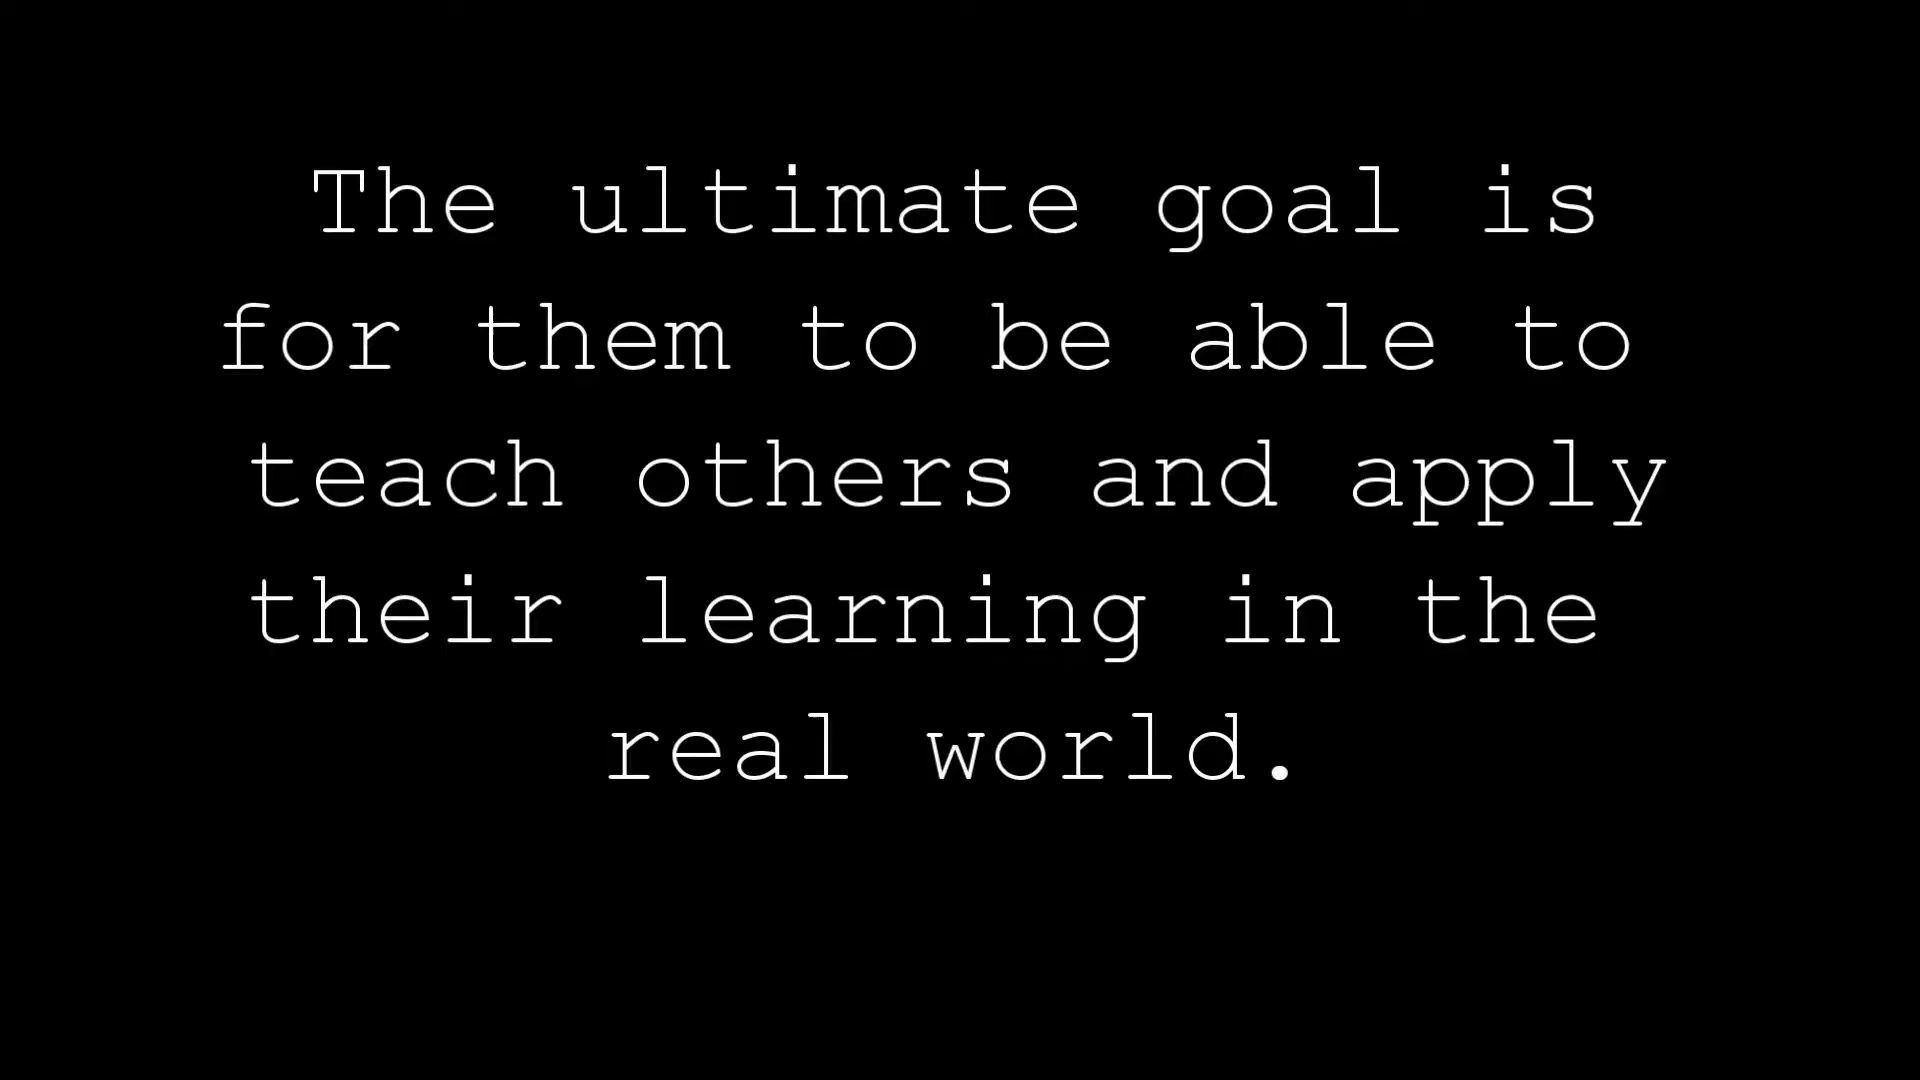 The ultimate goal is
for them to be able to
teach others and apply
their learning in the
real world.